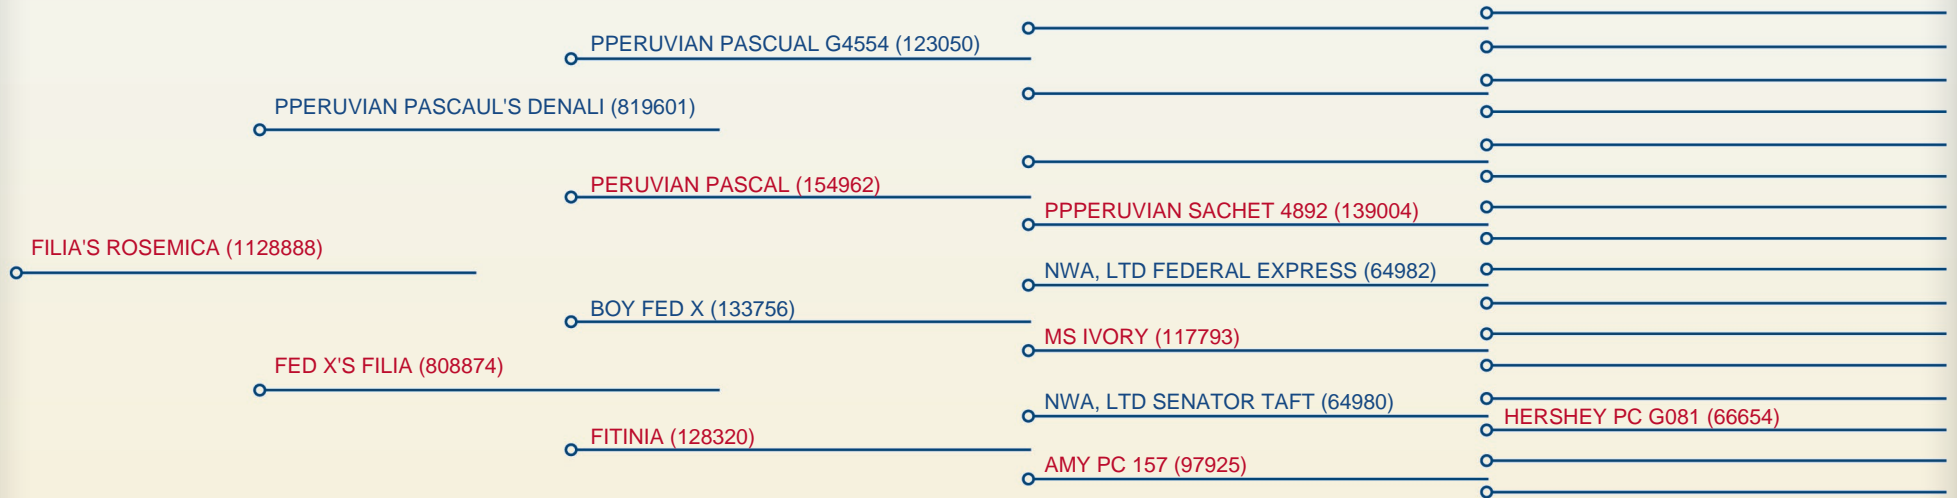 PPERUVIAN PASCUAL G4554 (123050)
PPERUVIAN PASCAUL'S DENALI (819601)
PERUVIAN PASCAL (154962)
PPPERUVIAN SACHET 4892 (139004)
FILIA'S ROSEMICA (1128888)
NWA, LTD FEDERAL EXPRESS (64982)
BOY FED X (133756)
MS IVORY (117793)
FED X'S FILIA (808874)
NWA, LTD SENATOR TAFT (64980)
HERSHEY PC G081 (66654)
FITINIA (128320)
AMY PC 157 (97925)